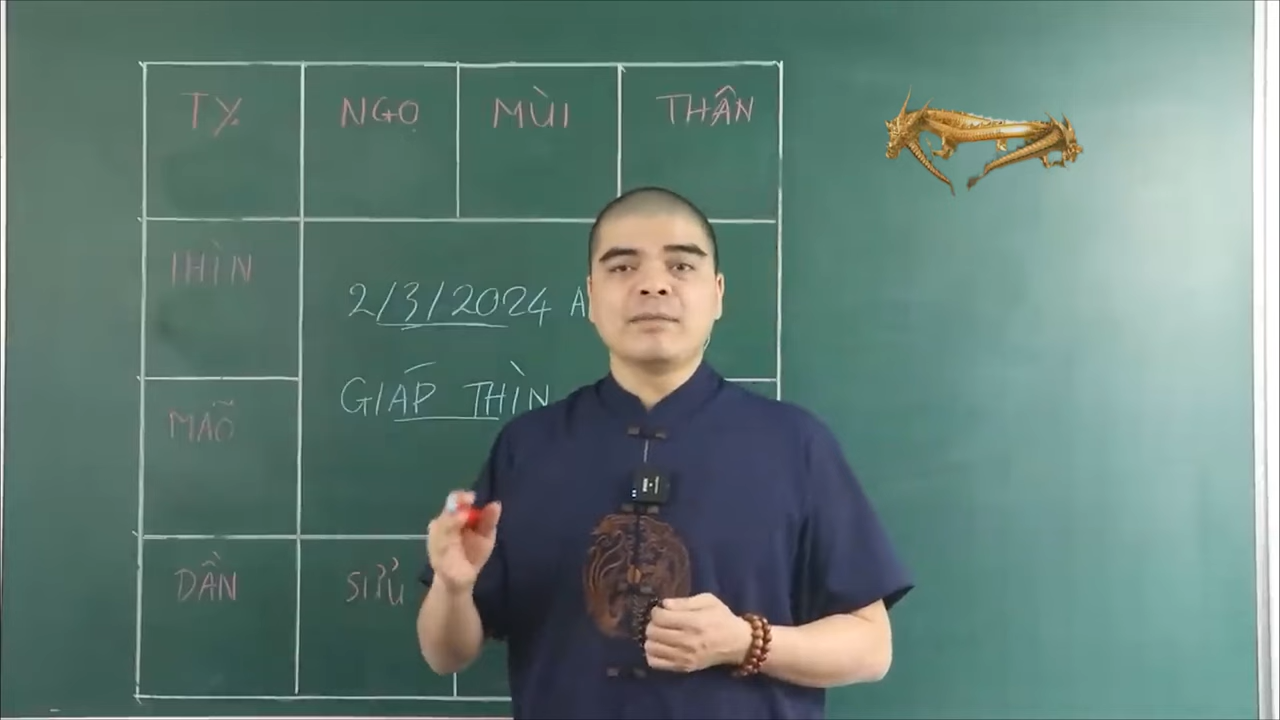 TỴ NGỌ MÙI THÂN
THÌN
2/3/2024 A
GIÁP THÌN
MÃO
DẦN SỬU